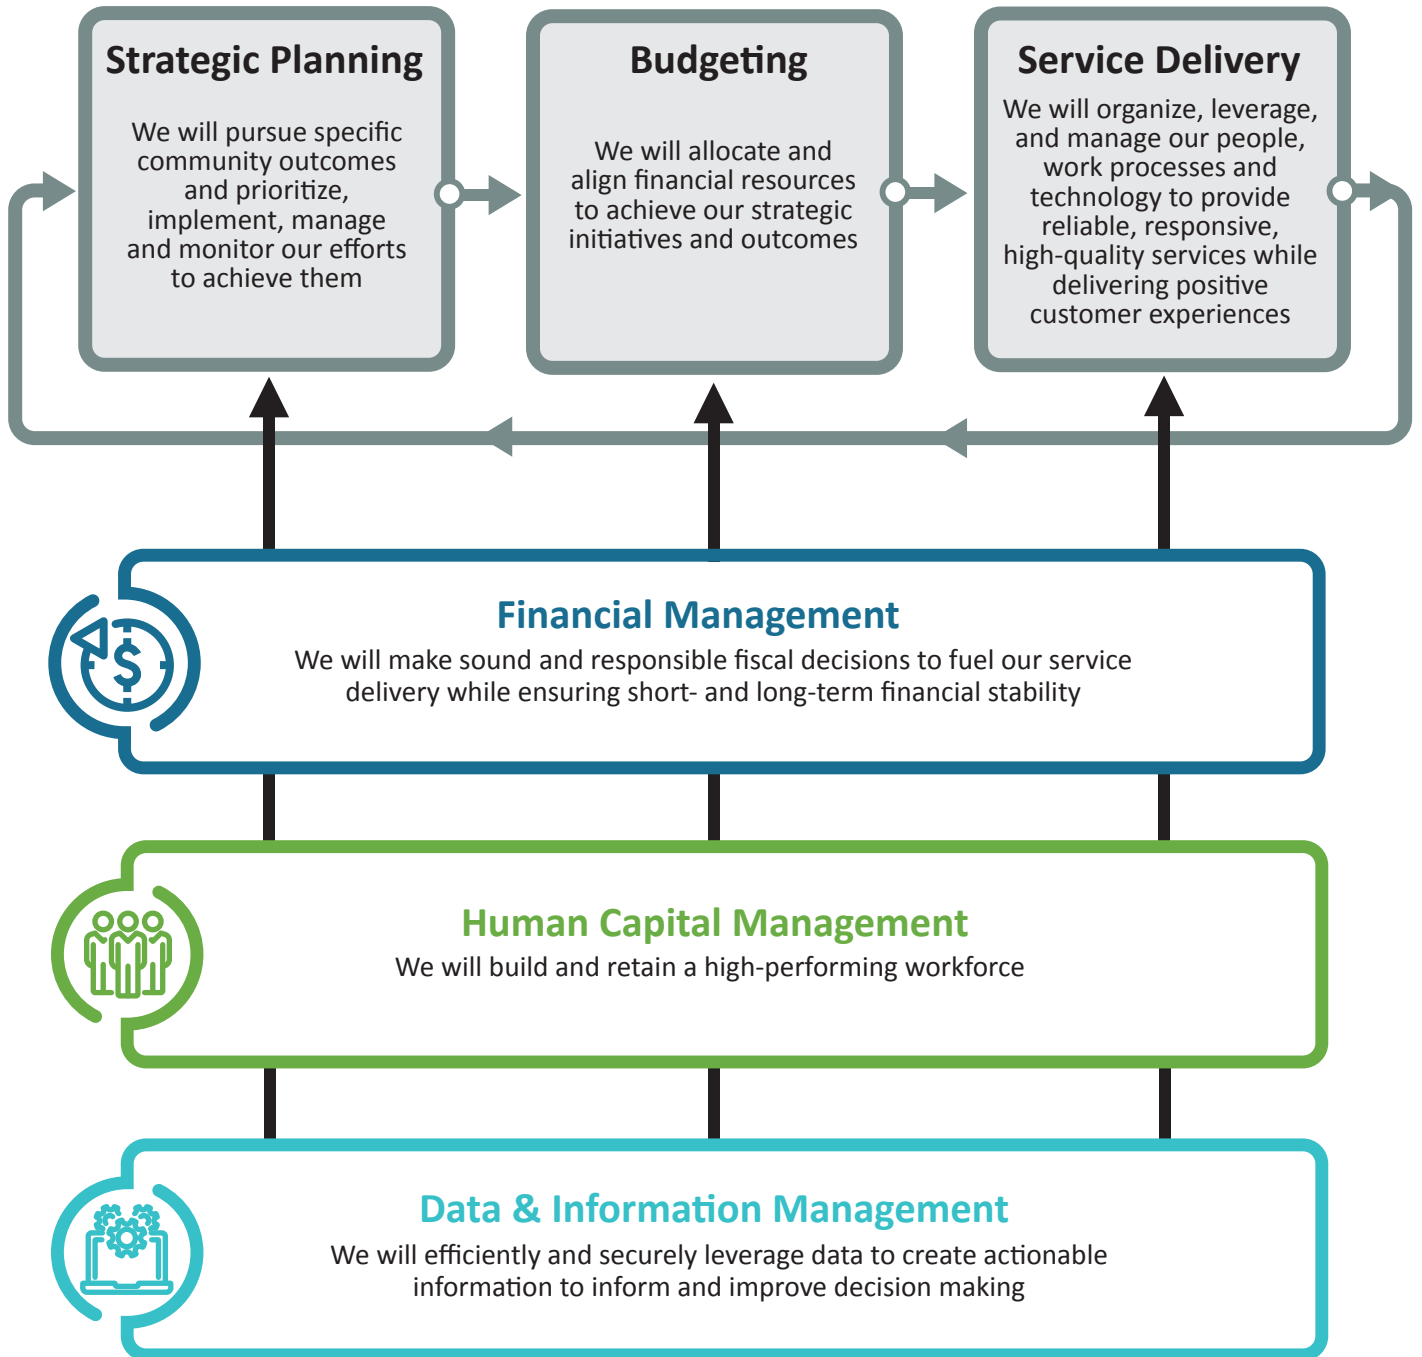 Strategic Planning
We will pursue specific
community outcomes
and prioritize,
implement, manage
and monitor our efforts
to achieve them
Budgeting
We will allocate and
align financial resources
to achieve our strategic
initiatives and outcomes
Service Delivery
We will organize, leverage,
and manage our people,
work processes and
technology to provide
reliable, responsive,
high-quality services while
delivering positive
customer experiences
Financial Management
We will make sound and responsible fiscal decisions to fuel our service
delivery while ensuring short- and long-term financial stability
$
Human Capital Management
We will build and retain a high-performing workforce
Data & Information Management
We will efficiently and securely leverage data to create actionable
information to inform and improve decision making